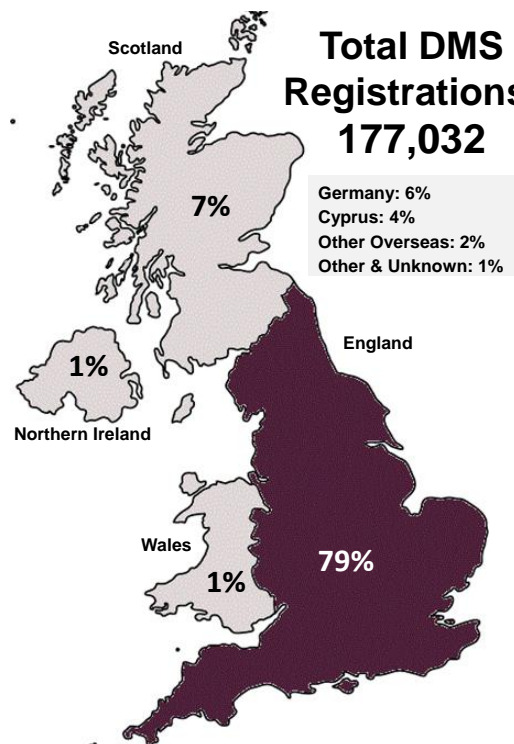 Scotland
Total DMS
Registrations
177,032
7%
Germany: 6%
Cyprus: 4%
Other Overseas: 2%
Other & Unknown: 1%
England
1%
Northern Ireland
Wales
79%
1%